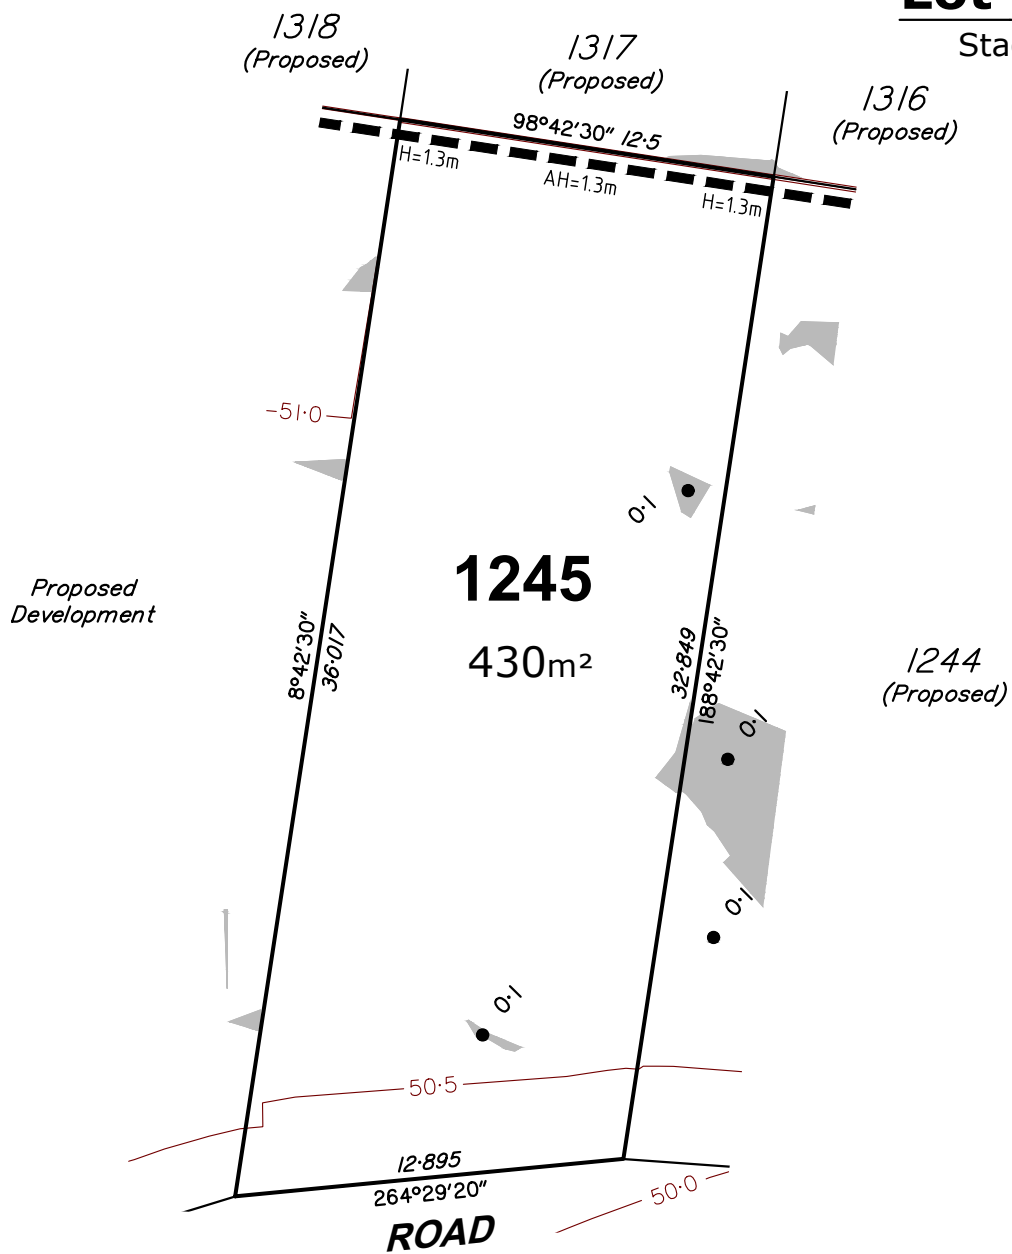 1318
(Proposed)
1317
(Proposed)
1316
(Proposed)
98°42'30" 12·5
H=1.3m
AH=1.3m
H=1.3m
-51·0
0·1
1245
430m²
Proposed
Development
8°42'30"
36·017
32·849
188°42'30"
1244
(Proposed)
0·1
0·1
0·1
50·5
12·895
264°29'20"
50·0
ROAD